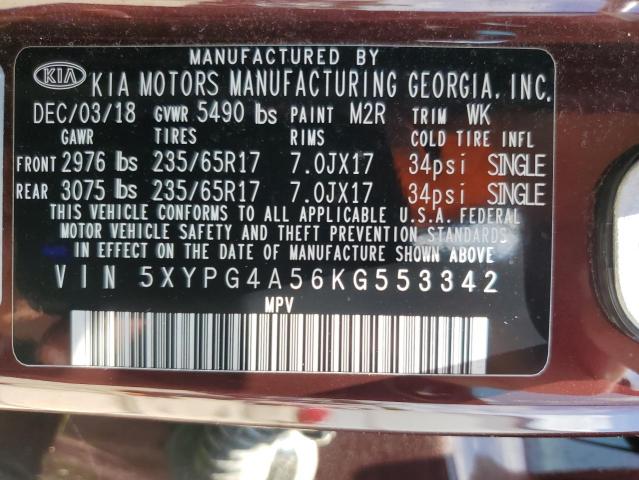 MANUFACTURED BY
KIA KIA MOTORS MANUFACTURING GEORGIA, INC.
DEC/03/18 GVWR 5490 lbs PAINT M2R TRIM WK
GAWR TIRES RIMS COLD TIRE INFL
FRONT 2976 lbs 235/65R17 7.0JX17 34psi SINGLE
REAR 3075 lbs 235/65R17 7.0JX17 34psi SINGLE
THIS VEHICLE CONFORMS TO ALL APPLICABLE U.S.A. FEDERAL
MOTOR VEHICLE SAFETY AND THEFT PREVENTION STANDARDS
IN EFFECT ON THE DATE OF MANUFACTURE SHOWN ABOVE.
VIN 5XYPG4A56KG553342
MPV